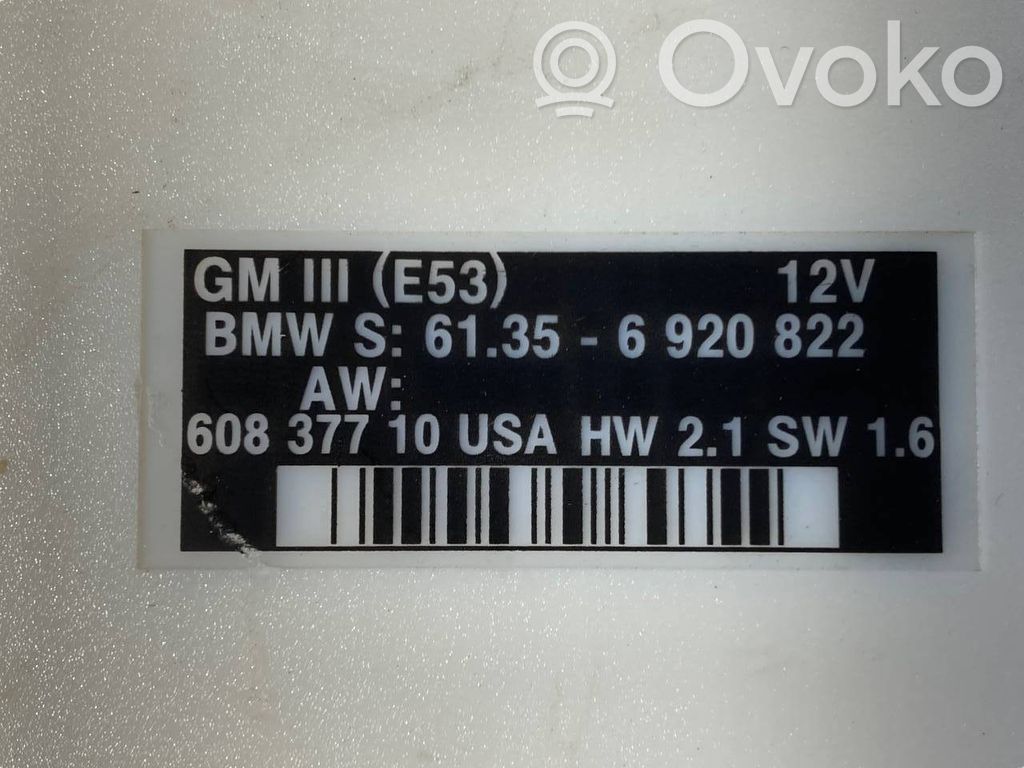 Ovoko
GM III (E53) 12V
BMW S: 61.35 - 6 920 822
AW:
608 377 10 USA HW 2.1 SW 1.6